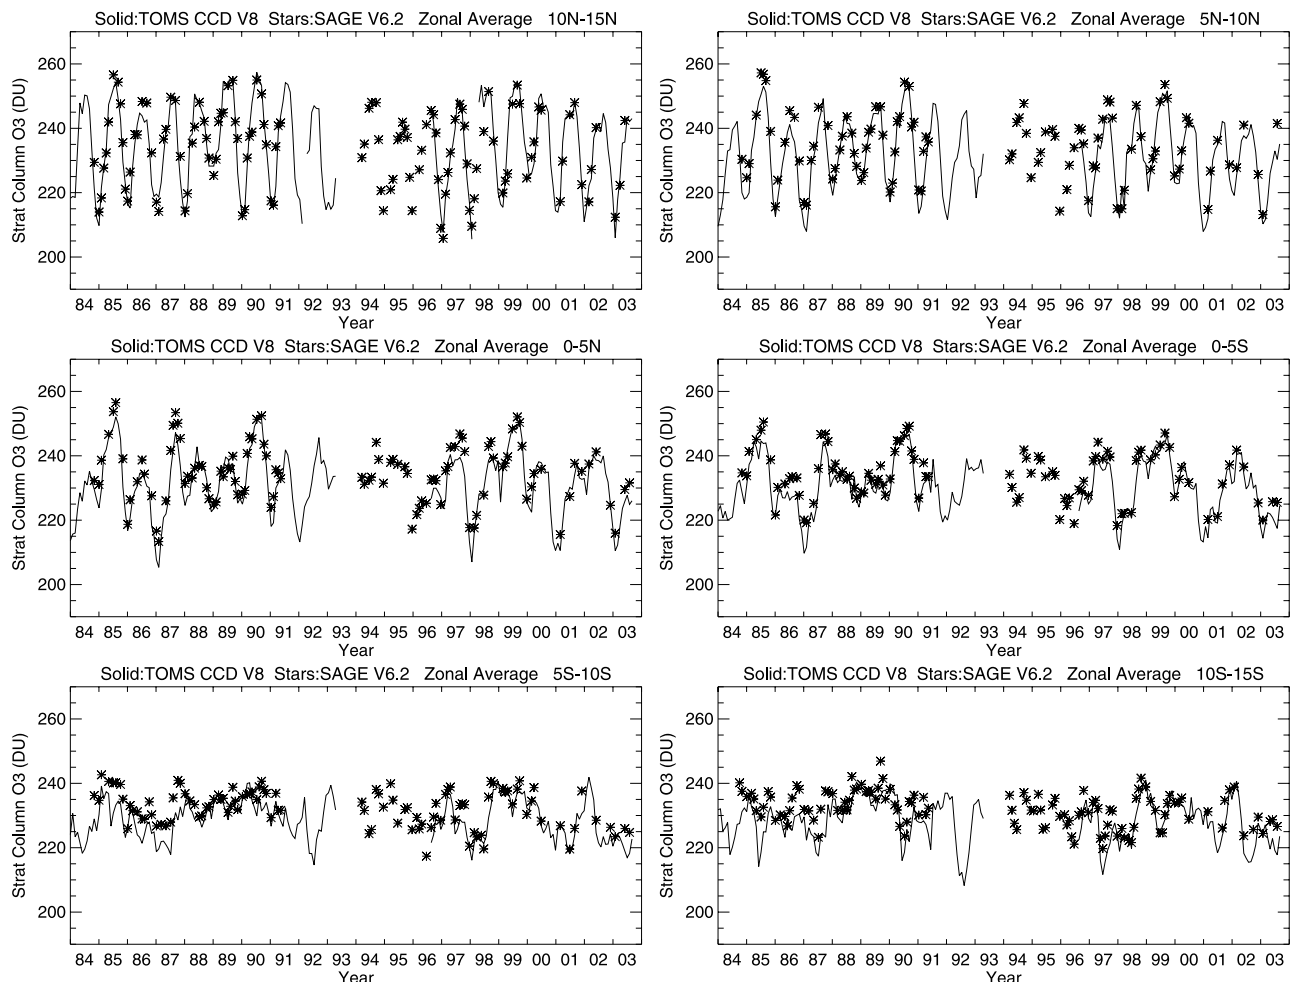 Solid:TOMS CCD V8 Stars:SAGE V6.2 Zonal Average 10N-15N
Strat Column O3 (DU)
260
240
220
200
84 85 86 87 88 89 90 91 92 93 94 95 96 97 98 99 00 01 02 03
Year
Solid:TOMS CCD V8 Stars:SAGE V6.2 Zonal Average 5N-10N
Strat Column O3 (DU)
260
240
220
200
84 85 86 87 88 89 90 91 92 93 94 95 96 97 98 99 00 01 02 03
Year
Solid:TOMS CCD V8 Stars:SAGE V6.2 Zonal Average 0-5N
Strat Column O3 (DU)
260
240
220
200
84 85 86 87 88 89 90 91 92 93 94 95 96 97 98 99 00 01 02 03
Year
Solid:TOMS CCD V8 Stars:SAGE V6.2 Zonal Average 0-5S
Strat Column O3 (DU)
260
240
220
200
84 85 86 87 88 89 90 91 92 93 94 95 96 97 98 99 00 01 02 03
Year
Solid:TOMS CCD V8 Stars:SAGE V6.2 Zonal Average 5S-10S
Strat Column O3 (DU)
260
240
220
200
84 85 86 87 88 89 90 91 92 93 94 95 96 97 98 99 00 01 02 03
Year
Solid:TOMS CCD V8 Stars:SAGE V6.2 Zonal Average 10S-15S
Strat Column O3 (DU)
260
240
220
200
84 85 86 87 88 89 90 91 92 93 94 95 96 97 98 99 00 01 02 03
Year